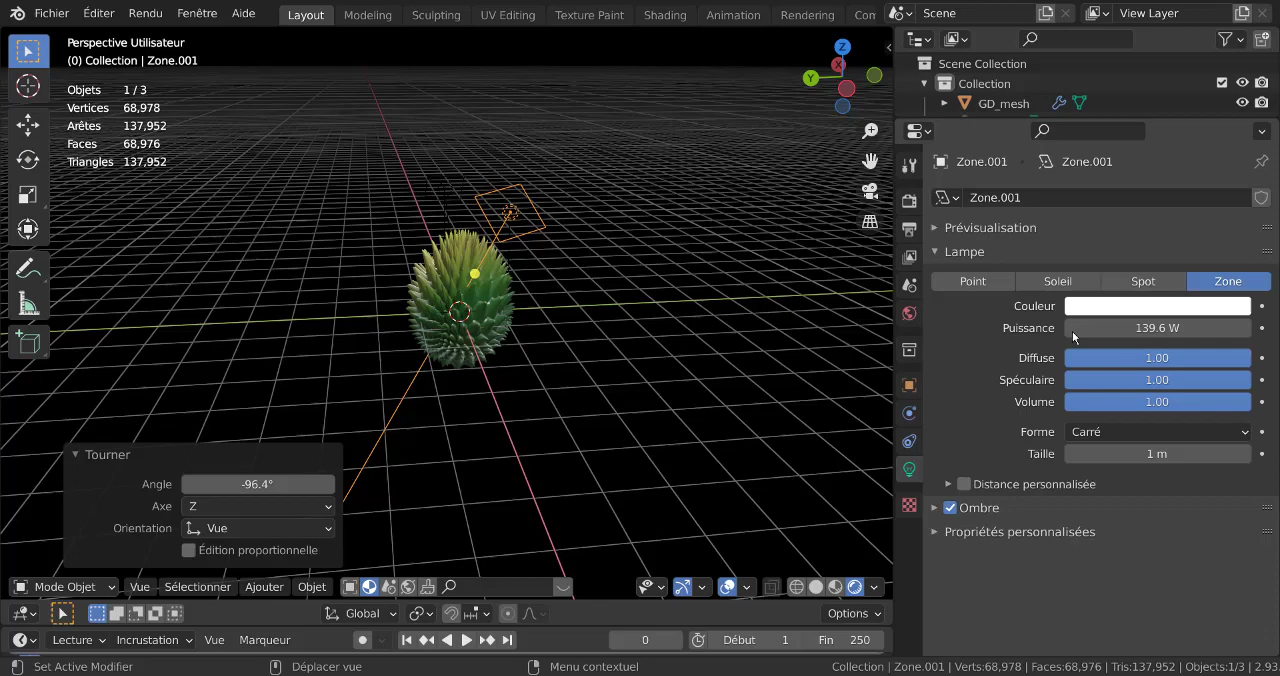 Fichier Éditer Rendu Fenêtre Aide Layout Modeling Sculpting UV Editing Texture Paint Shading Animation Rendering Com Scene View Layer
Perspective Utilisateur
(0) Collection | Zone.001
Objets 1 / 3
Vertices 68,978
Arêtes 137,952
Faces 68,976
Triangles 137,952
Z
X
Y
Tourner
Angle -96.4°
Axe Z
Orientation Vue
Édition proportionnelle
Mode Objet Vue Sélectionner Ajouter Objet
Global Options
Lecture Incrustation Vue Marqueur 0 Début 1 Fin 250
Scene Collection
Collection
GD_mesh
Zone.001 Zone.001
Zone.001
Prévisualisation
Lampe
Point Soleil Spot Zone
Couleur
Puissance 139.6 W
Diffuse 1.00
Spéculaire 1.00
Volume 1.00
Forme Carré
Taille 1 m
Distance personnalisée
Ombre
Propriétés personnalisées
Set Active Modifier Déplacer vue Menu contextuel Collection | Zone.001 | Verts:68,978 | Faces:68,976 | Tris:137,952 | Objects:1/3 | 2.93.